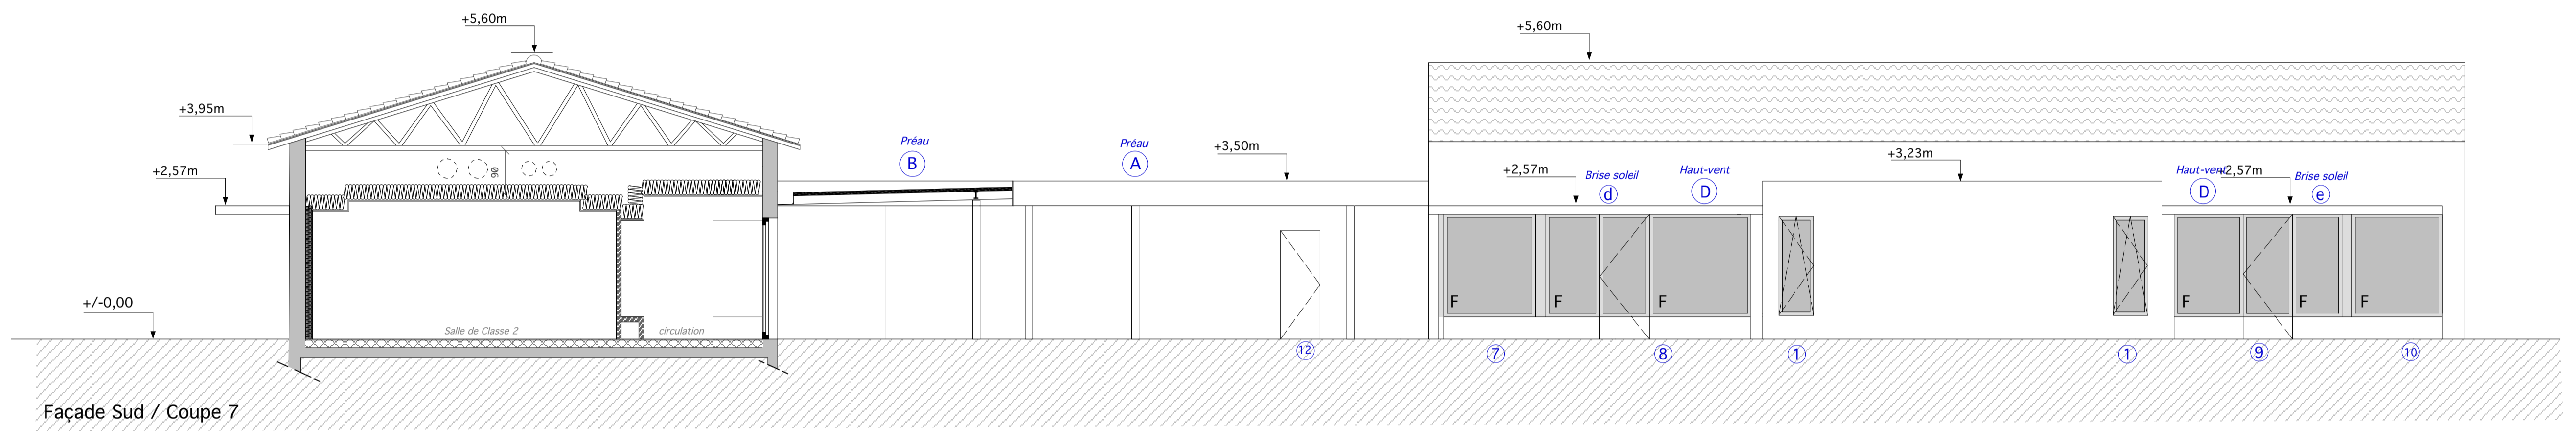 +5,60m
+5,60m
+3,95m
+2,57m
90
Préau
B
Préau
A
+3,50m
+2,57m
Brise soleil
d
Haut-vent
D
+3,23m
Haut-vent
D
+2,57m
Brise soleil
e
+/-0,00
Salle de Classe 2
circulation
F
F
F
F
F
F
12
7
8
1
1
9
10
Façade Sud / Coupe 7